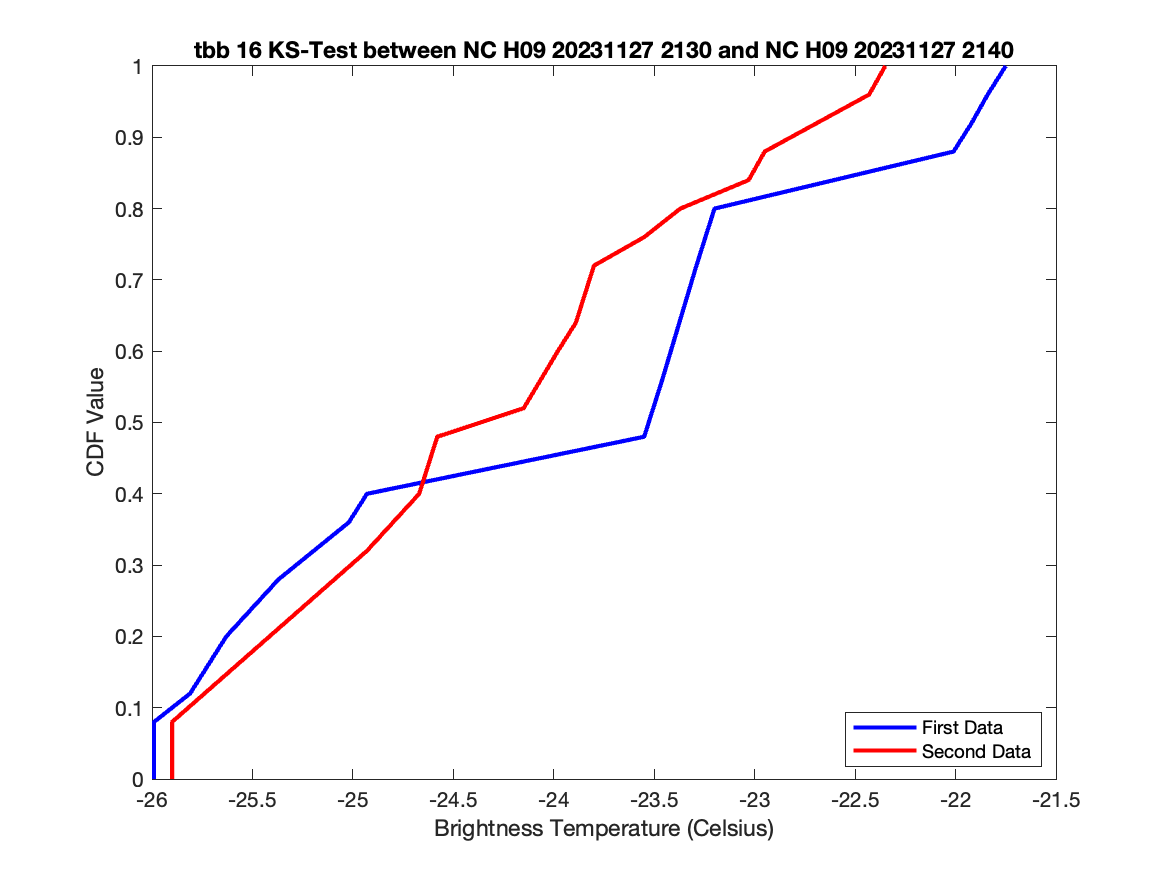 tbb 16 KS-Test between NC H09 20231127 2130 and NC H09 20231127 2140
1
0.9
0.8
0.7
0.6
0.5
0.4
0.3
0.2
0.1
0
CDF Value
-26 -25.5 -25 -24.5 -24 -23.5 -23 -22.5 -22 -21.5
Brightness Temperature (Celsius)
First Data
Second Data